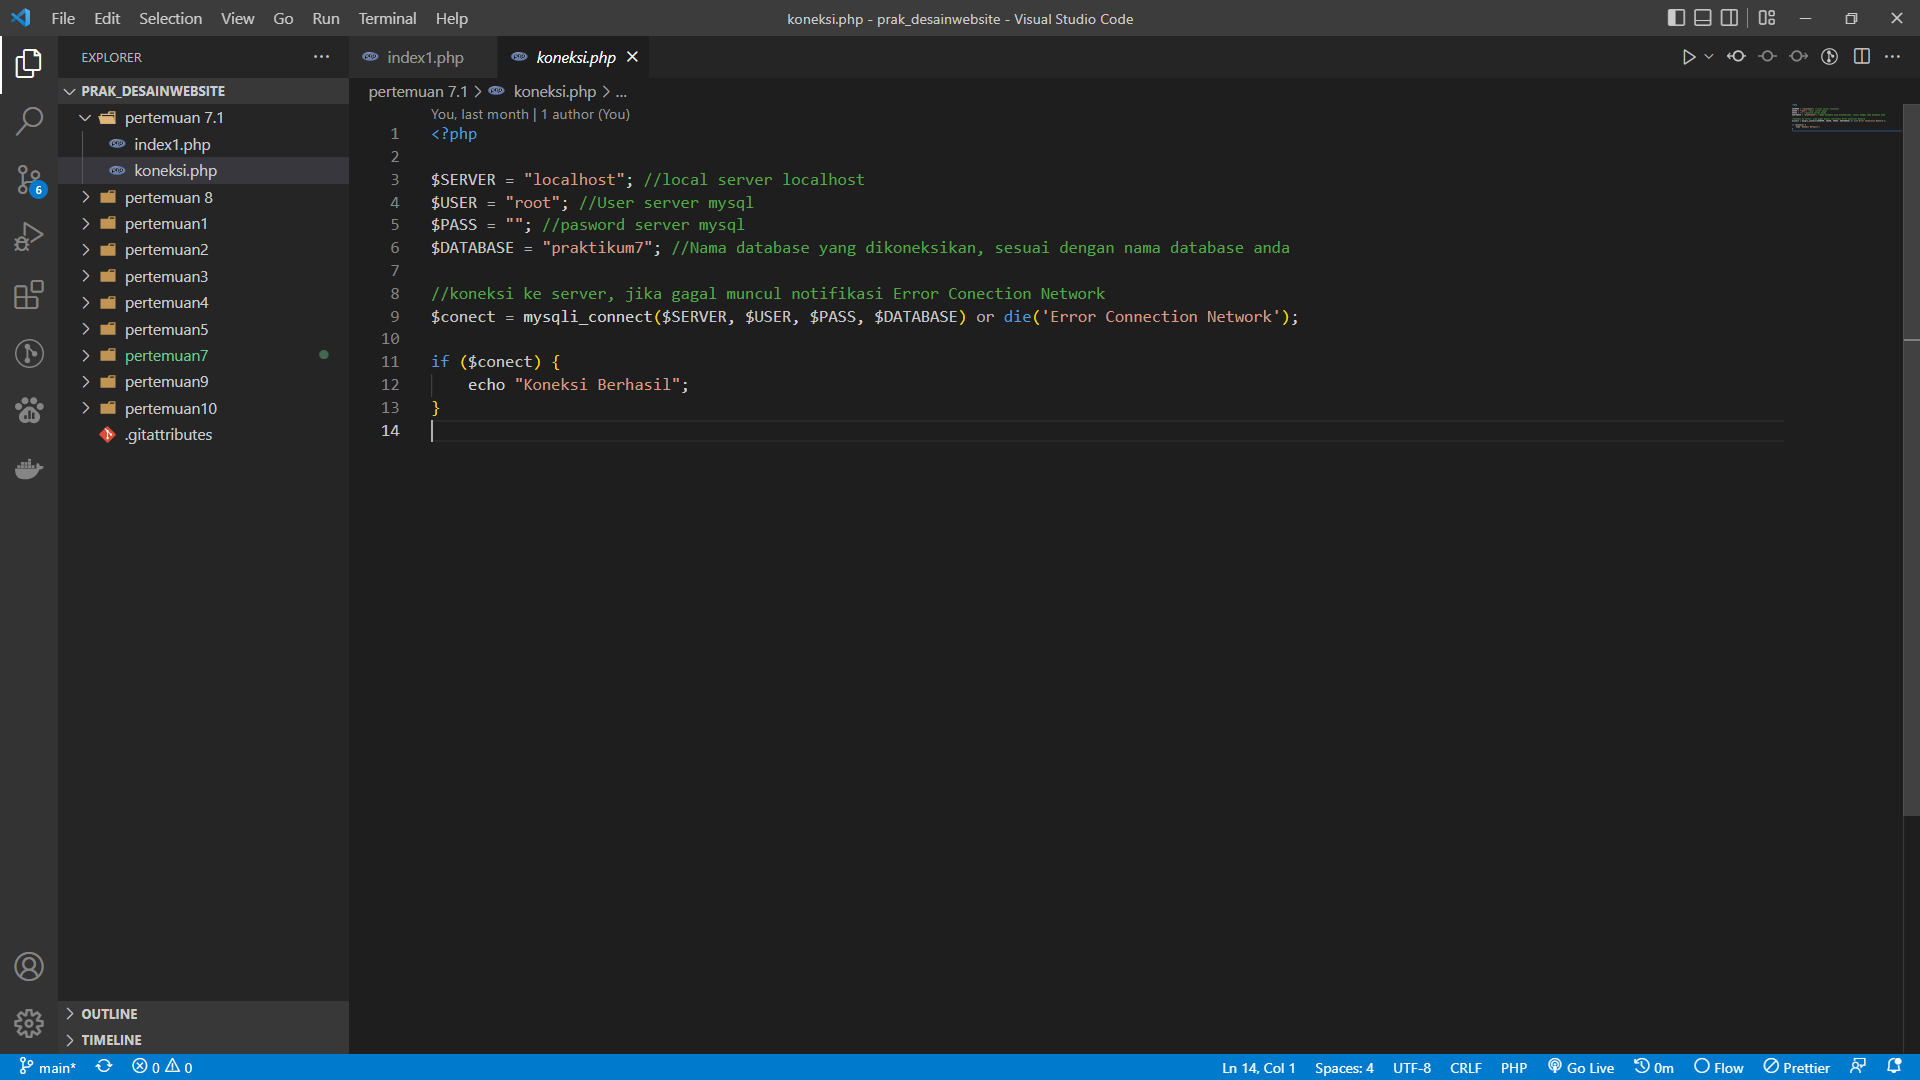 File Edit Selection View Go Run Terminal Help
koneksi.php - prak_desainwebsite - Visual Studio Code
EXPLORER
index1.php
koneksi.php
PRAK_DESAINWEBSITE
pertemuan 7.1
index1.php
koneksi.php
pertemuan 8
pertemuan1
pertemuan2
pertemuan3
pertemuan4
pertemuan5
pertemuan7
pertemuan9
pertemuan10
.gitattributes
6
OUTLINE
TIMELINE
pertemuan 7.1 > koneksi.php > ...
You, last month | 1 author (You)
1 <?php
2
3 $SERVER = "localhost"; //local server localhost
4 $USER = "root"; //User server mysql
5 $PASS = ""; //pasword server mysql
6 $DATABASE = "praktikum7"; //Nama database yang dikoneksikan, sesuai dengan nama database anda
7
8 //koneksi ke server, jika gagal muncul notifikasi Error Conection Network
9 $conect = mysqli_connect($SERVER, $USER, $PASS, $DATABASE) or die('Error Connection Network');
10
11 if ($conect) {
12     echo "Koneksi Berhasil";
13 }
14
main* 0 0
Ln 14, Col 1 Spaces: 4 UTF-8 CRLF PHP Go Live 0m Flow Prettier